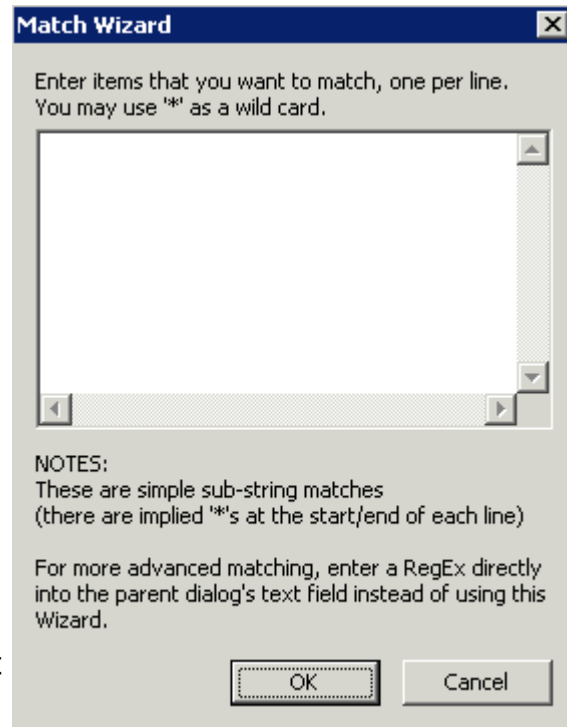 Match Wizard
Enter items that you want to match, one per line.
You may use '*' as a wild card.
NOTES:
These are simple sub-string matches
(there are implied '*'s at the start/end of each line)
For more advanced matching, enter a RegEx directly
into the parent dialog's text field instead of using this
Wizard.
OK
Cancel